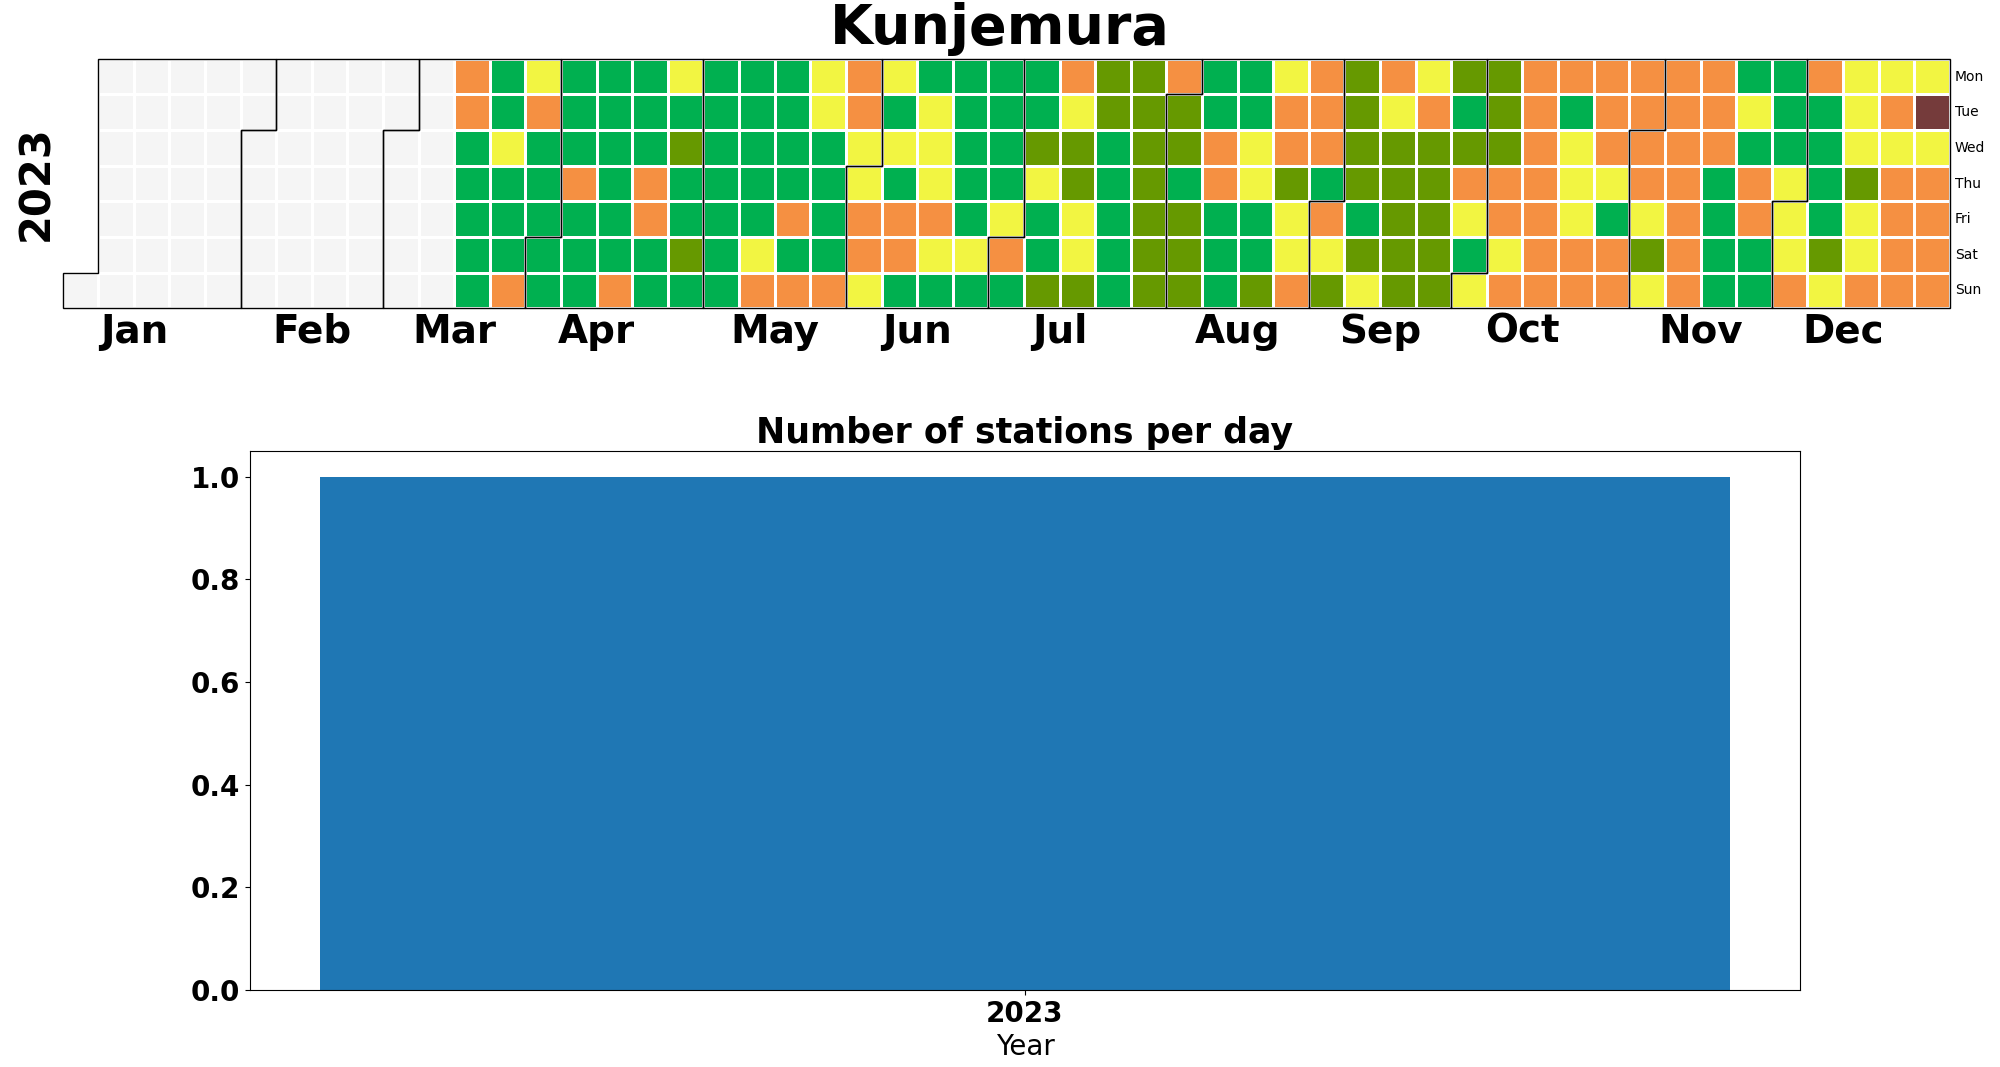 Kunjemura
2023
Mon
Tue
Wed
Thu
Fri
Sat
Sun
Jan Feb Mar Apr May Jun Jul Aug Sep Oct Nov Dec
Number of stations per day
1.0
0.8
0.6
0.4
0.2
0.0
2023
Year